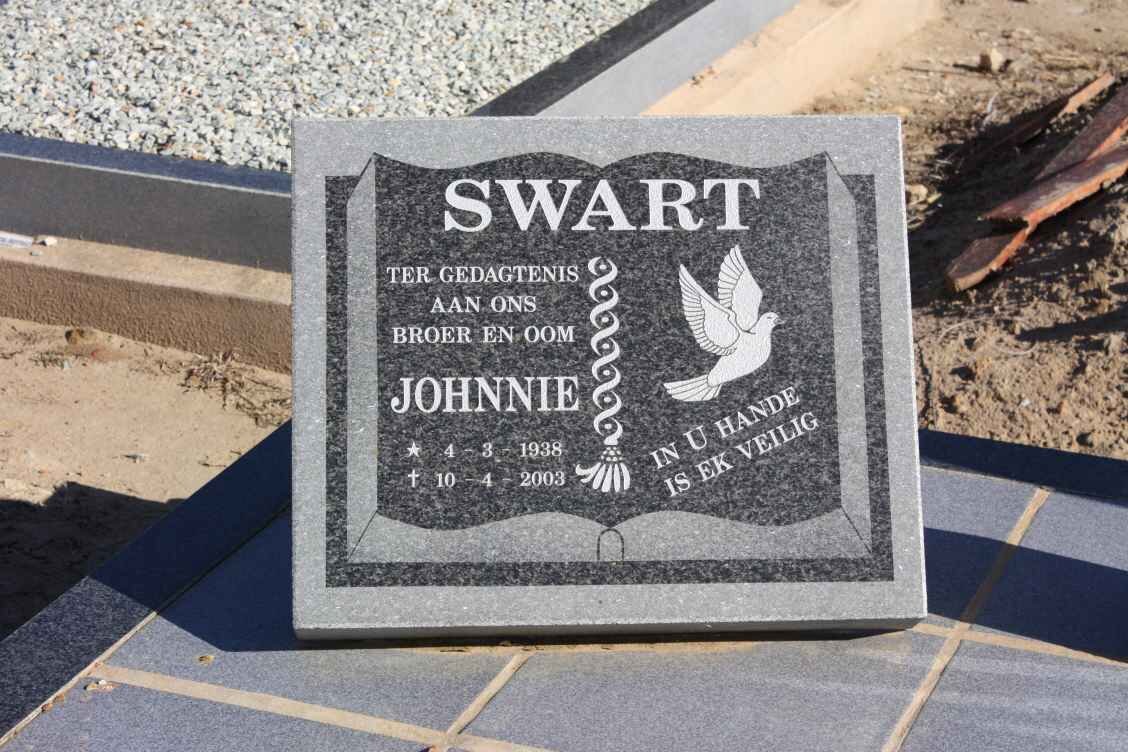 SWART
TER GEDAGTENIS
AAN ONS
BROER EN OOM
JOHNNIE
★ 4 - 3 - 1938
† 10 - 4 - 2003
IN U HANDE
IS EK VEILIG